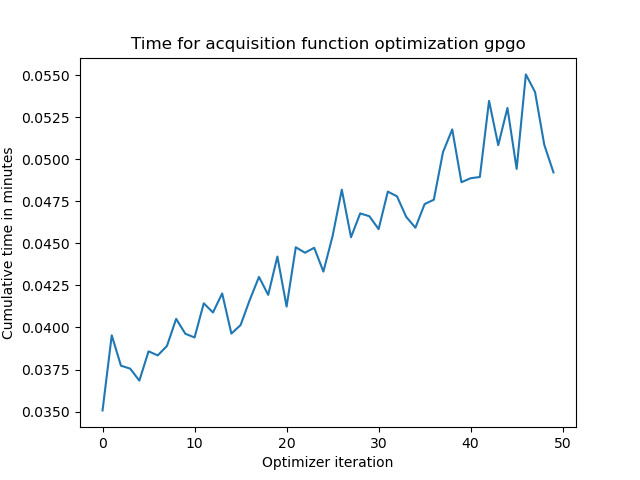 Time for acquisition function optimization gpgo
Cumulative time in minutes
0.0550
0.0525
0.0500
0.0475
0.0450
0.0425
0.0400
0.0375
0.0350
0 10 20 30 40 50
Optimizer iteration